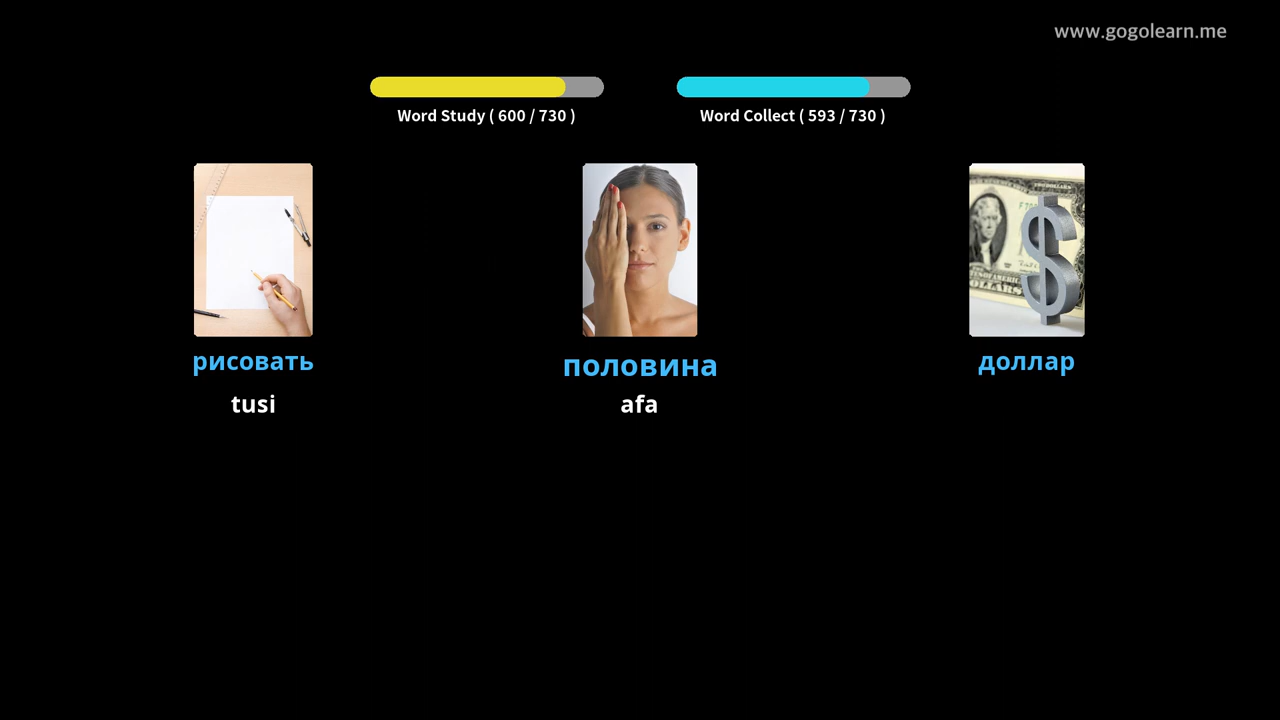 www.gogolearn.me
Word Study ( 600 / 730 )
Word Collect ( 593 / 730 )
рисовать
половина
доллар
tusi
afa